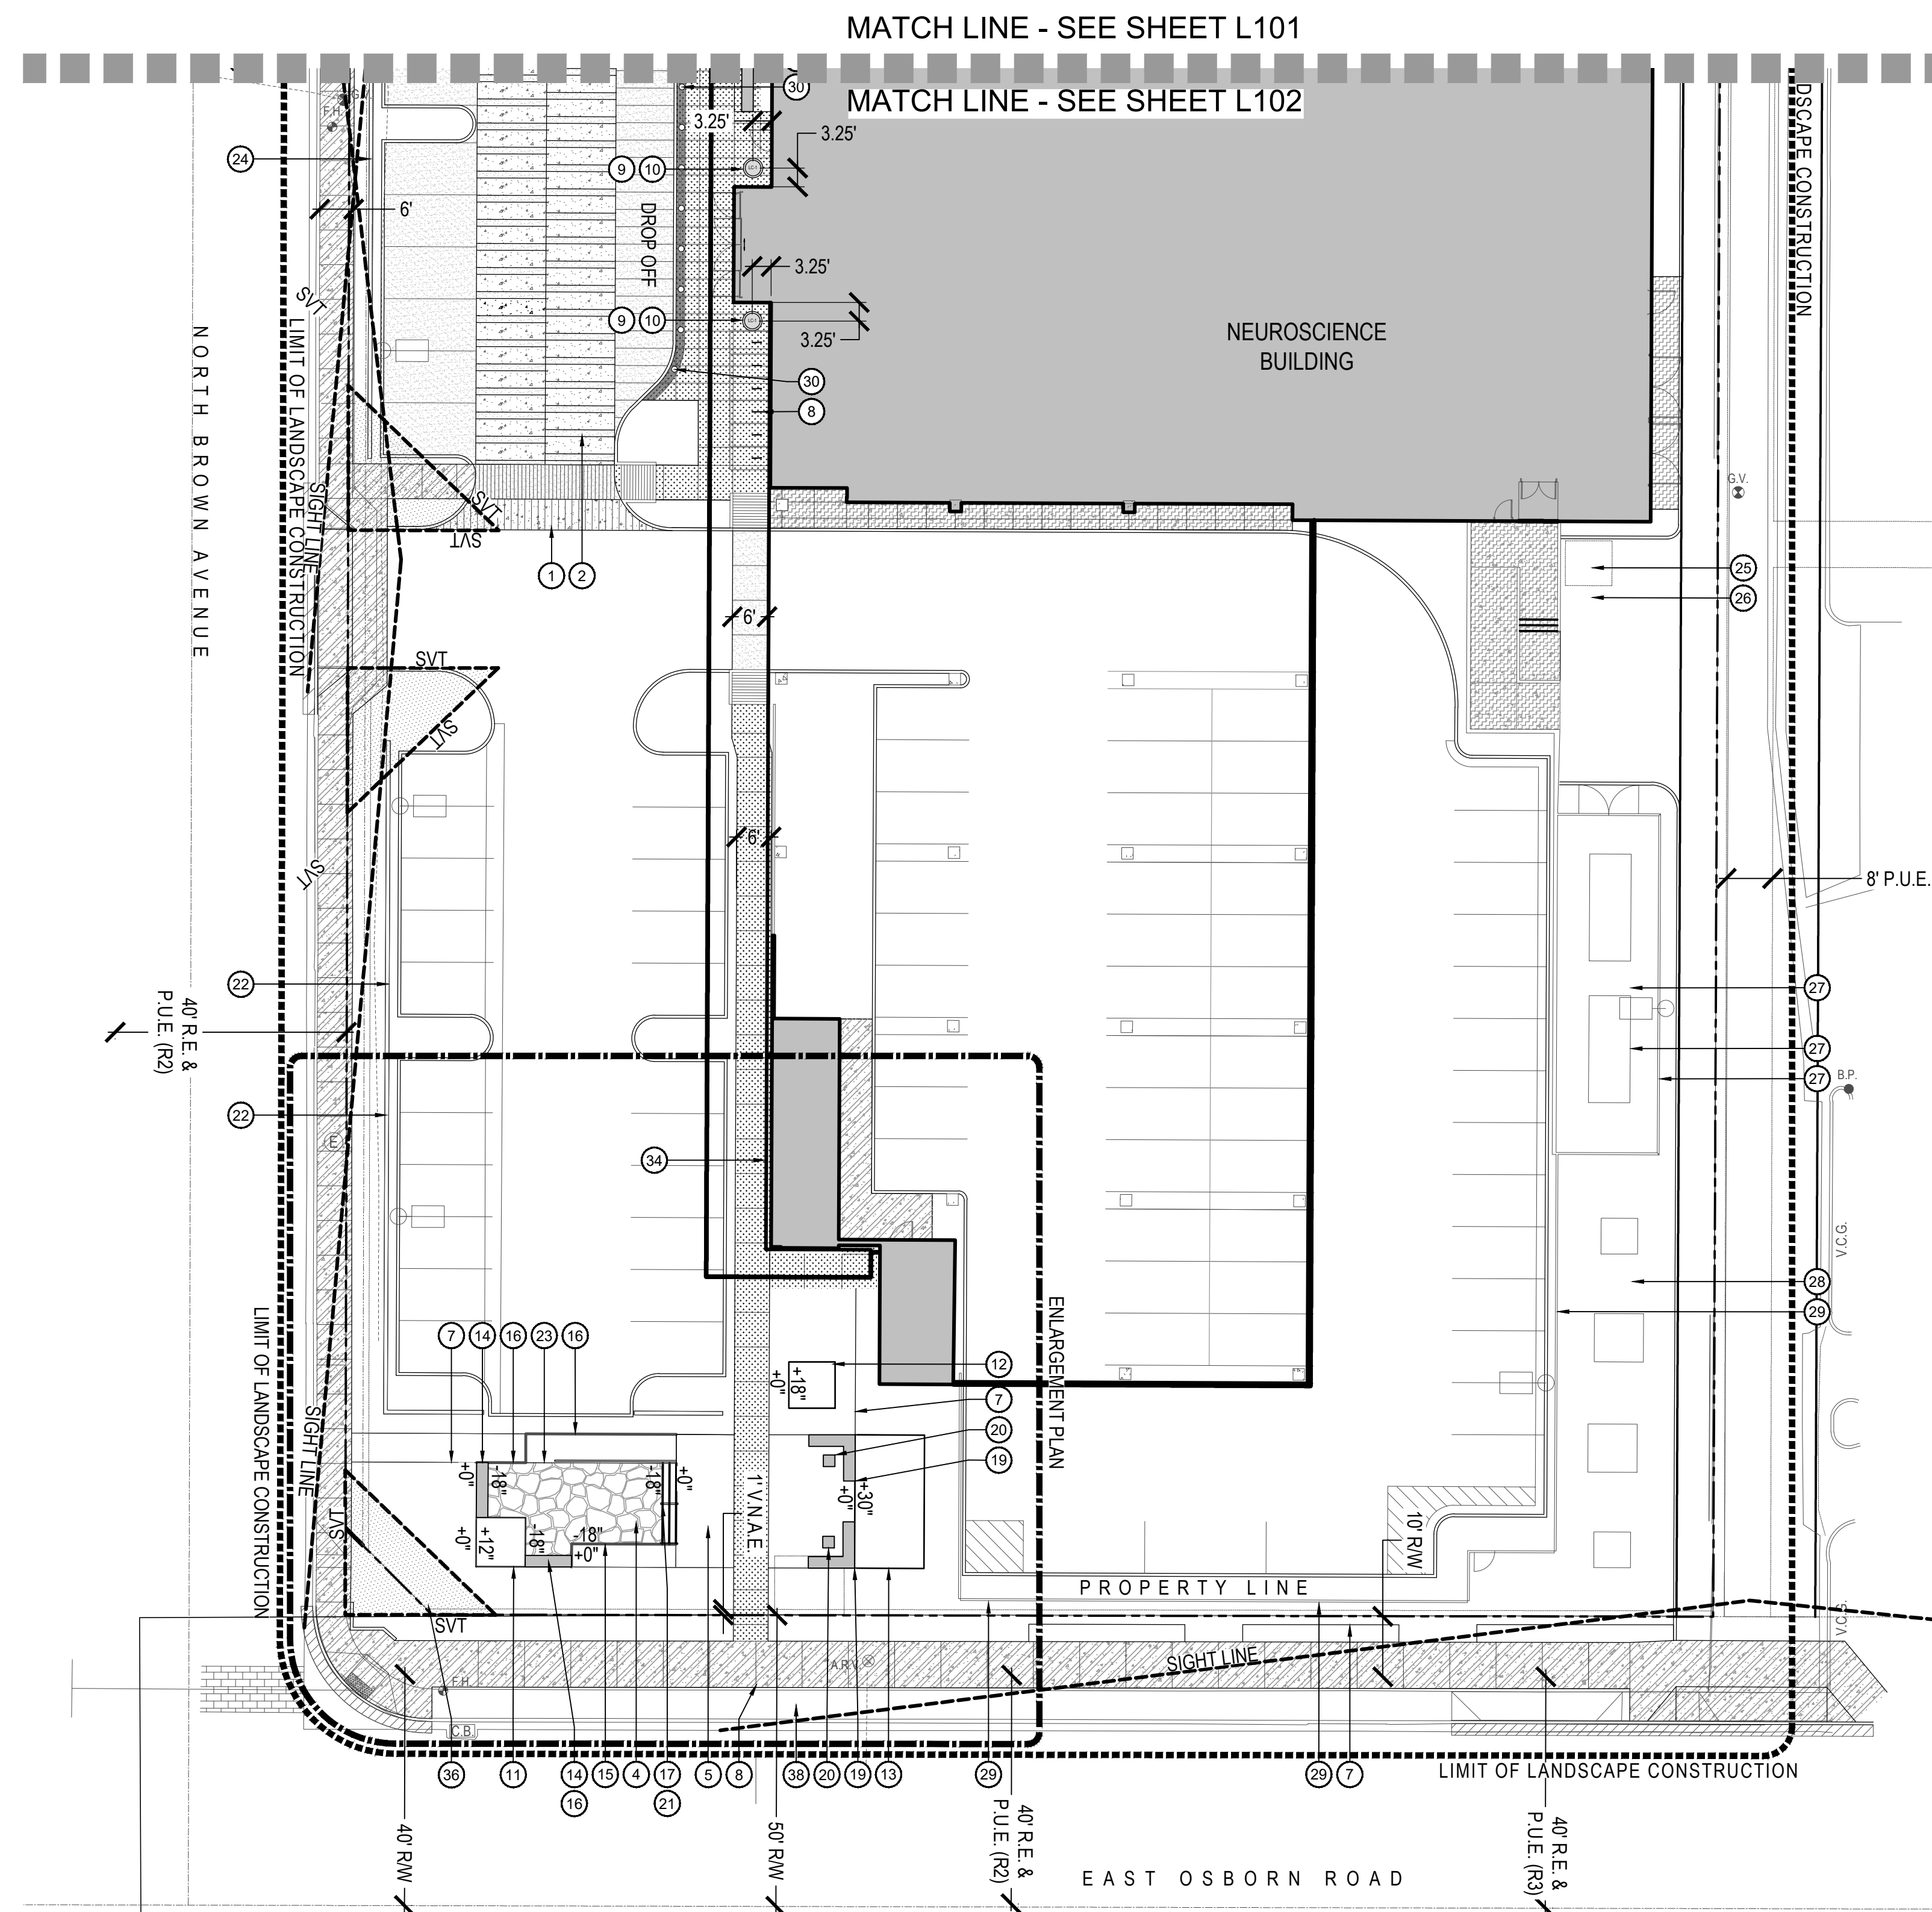 MATCH LINE - SEE SHEET L101
MATCH LINE - SEE SHEET L102
30
F.H.
3.25'
3.25'
24
9
10
6'
DROP OFF
3.25'
SVT
9
10
3.25'
NORTH BROWN AVENUE
LIMIT OF LANDSCAPE CONSTRUCTION
DSCAPE CONSTRUCTION
NEUROSCIENCE
BUILDING
30
8
SIGHT LINE
SVT
SVT
G.V.
1
2
25
26
6'
SVT
SVT
6'
SVT
8' P.U.E.
22
27
40' R.E. &
P.U.E. (R2)
27
27
B.P.
22
E
34
V.C.G.
28
29
LIMIT OF LANDSCAPE CONSTRUCTION
ENLARGEMENT PLAN
7
14
16
23
16
12
+18"
+0"
7
20
SIGHT LINE
19
+0"
-18"
-18"
+0"
+30"
+0"
1' V.N.A.E.
SVT
+0"
+12"
-18"
-18"
+0"
10' R/W
PROPERTY LINE
SVT
V.C.G.
A.R.V.
SIGHT LINE
F.H.
C.B.
36
11
14
15
4
17
5
8
38
20
19
13
29
29
7
LIMIT OF LANDSCAPE CONSTRUCTION
16
21
40' R/W
50' R/W
40' R.E. &
P.U.E. (R2)
40' R.E. &
P.U.E. (R3)
EAST OSBORN ROAD